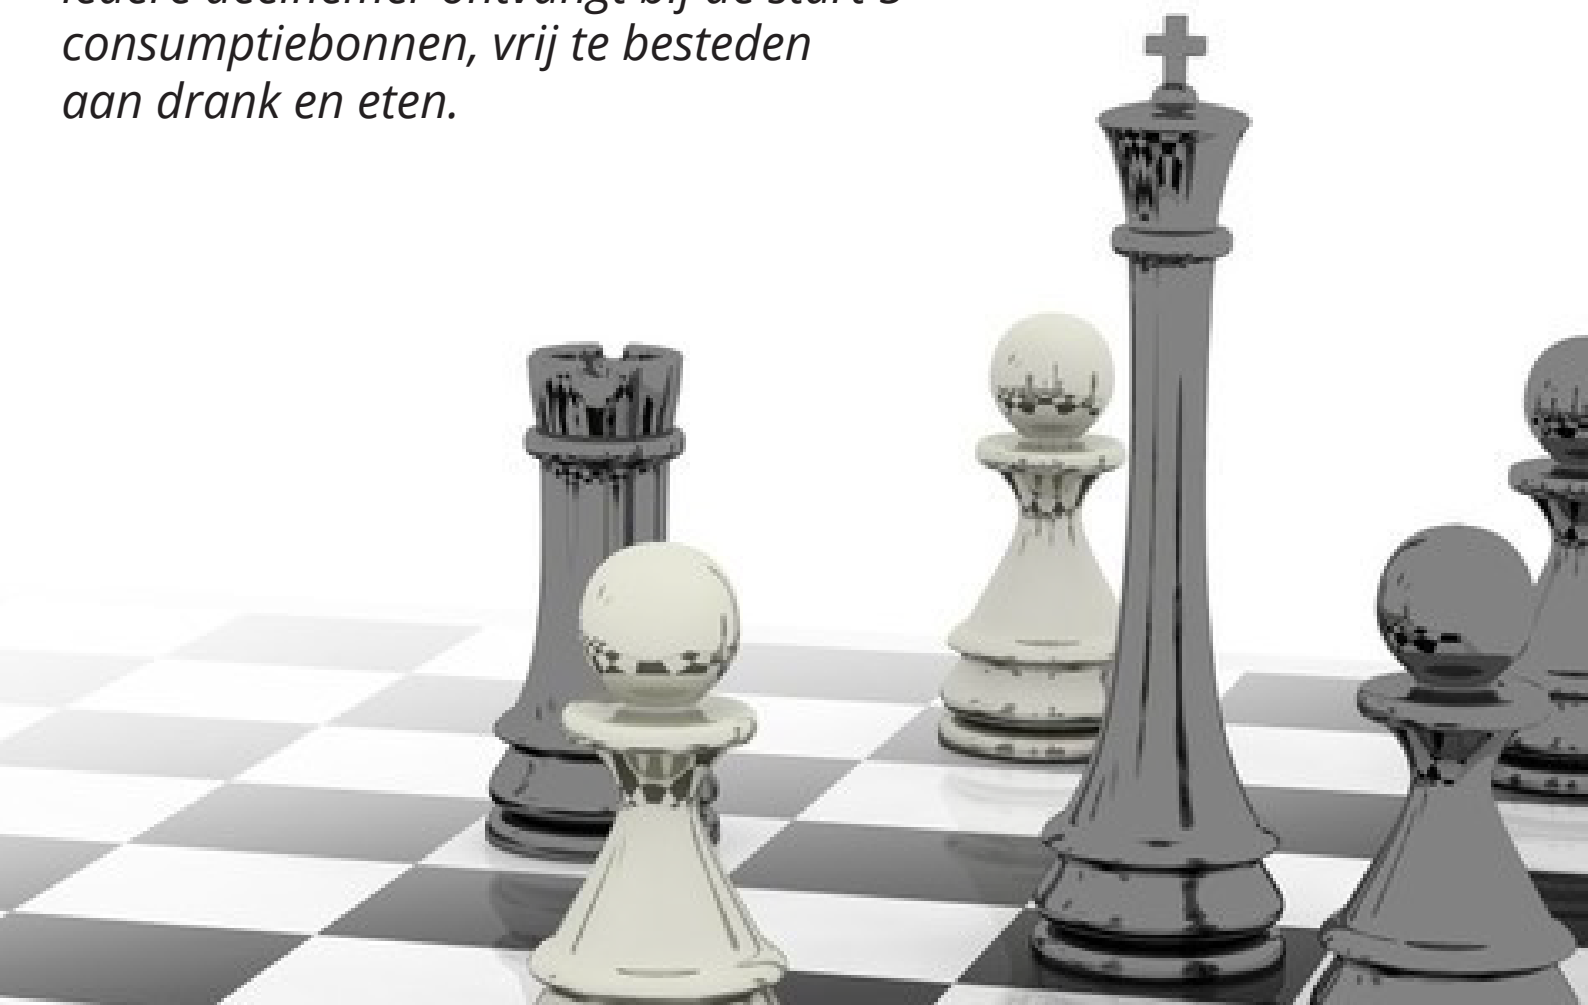 iedere deelnemer ontvangt bij de start
consumptiebonnen, vrij te besteden
aan drank en eten.